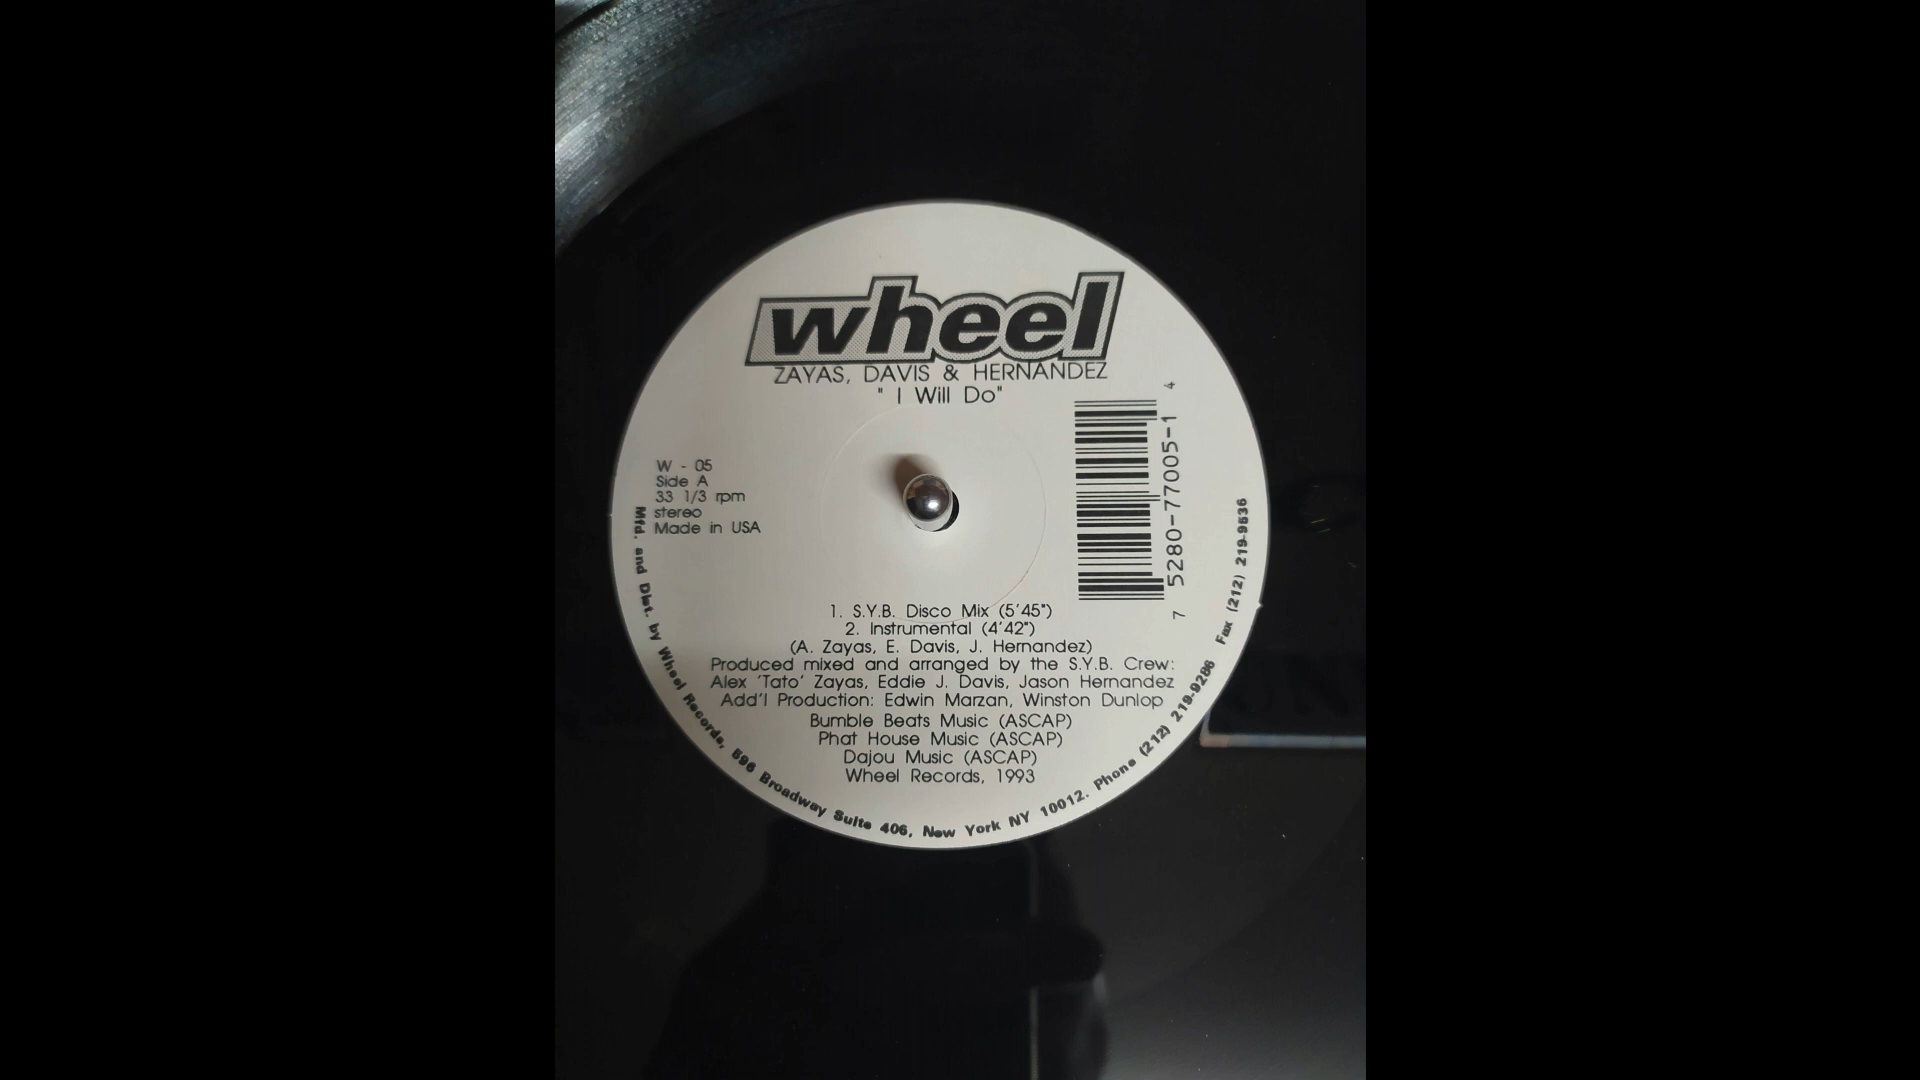 wheel
ZAYAS, DAVIS & HERNANDEZ
" I Will Do"
W - 05
Side A
33 1/3 rpm
stereo
Made in USA
7 5280-77005-1 4
1. S.Y.B. Disco Mix (5'45")
2. Instrumental (4'42")
(A. Zayas, E. Davis, J. Hernandez)
Produced mixed and arranged by the S.Y.B. Crew:
Alex 'Tato' Zayas, Eddie J. Davis, Jason Hernandez
Add'l Production: Edwin Marzan, Winston Dunlop
Bumble Beats Music (ASCAP)
Phat House Music (ASCAP)
Dajou Music (ASCAP)
Wheel Records, 1993
Mfd. and Dist. by Wheel Records, 596 Broadway Suite 406, New York NY 10012. Phone (212) 219-9286 Fax (212) 219-9536